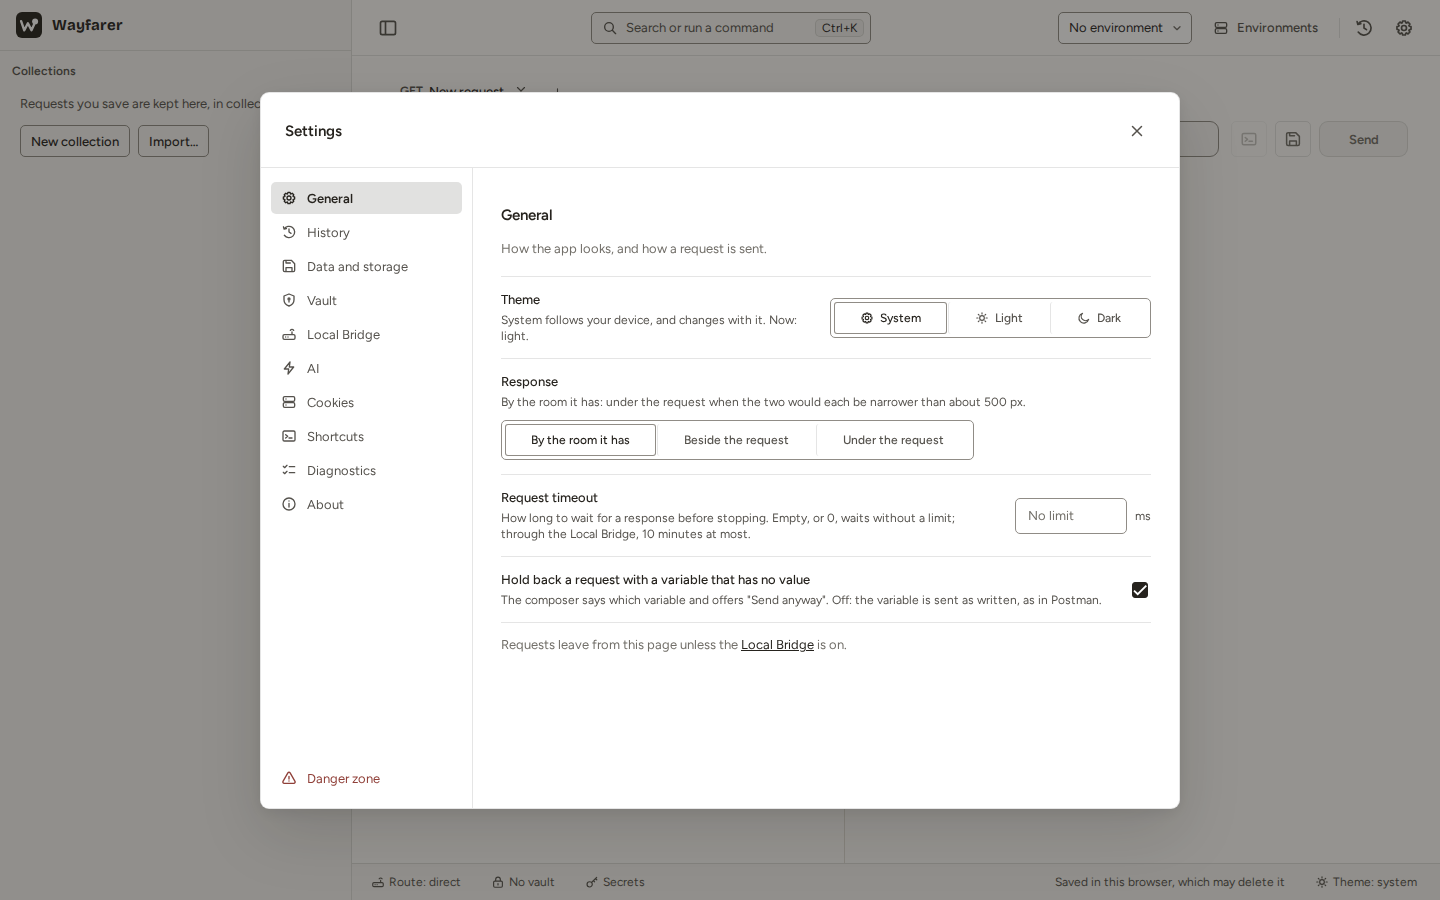 Wayfarer
Search or run a command
Ctrl+K
No environment
Environments
Collections
Requests you save are kept here, in collec
New collection
Import...
GET New request
Send
Settings
General
History
Data and storage
Vault
Local Bridge
AI
Cookies
Shortcuts
Diagnostics
About
Danger zone
General
How the app looks, and how a request is sent.
Theme
System follows your device, and changes with it. Now:
light.
System
Light
Dark
Response
By the room it has: under the request when the two would each be narrower than about 500 px.
By the room it has
Beside the request
Under the request
Request timeout
How long to wait for a response before stopping. Empty, or 0, waits without a limit;
through the Local Bridge, 10 minutes at most.
No limit
ms
Hold back a request with a variable that has no value
The composer says which variable and offers "Send anyway". Off: the variable is sent as written, as in Postman.
Requests leave from this page unless the Local Bridge is on.
Route: direct
No vault
Secrets
Saved in this browser, which may delete it
Theme: system